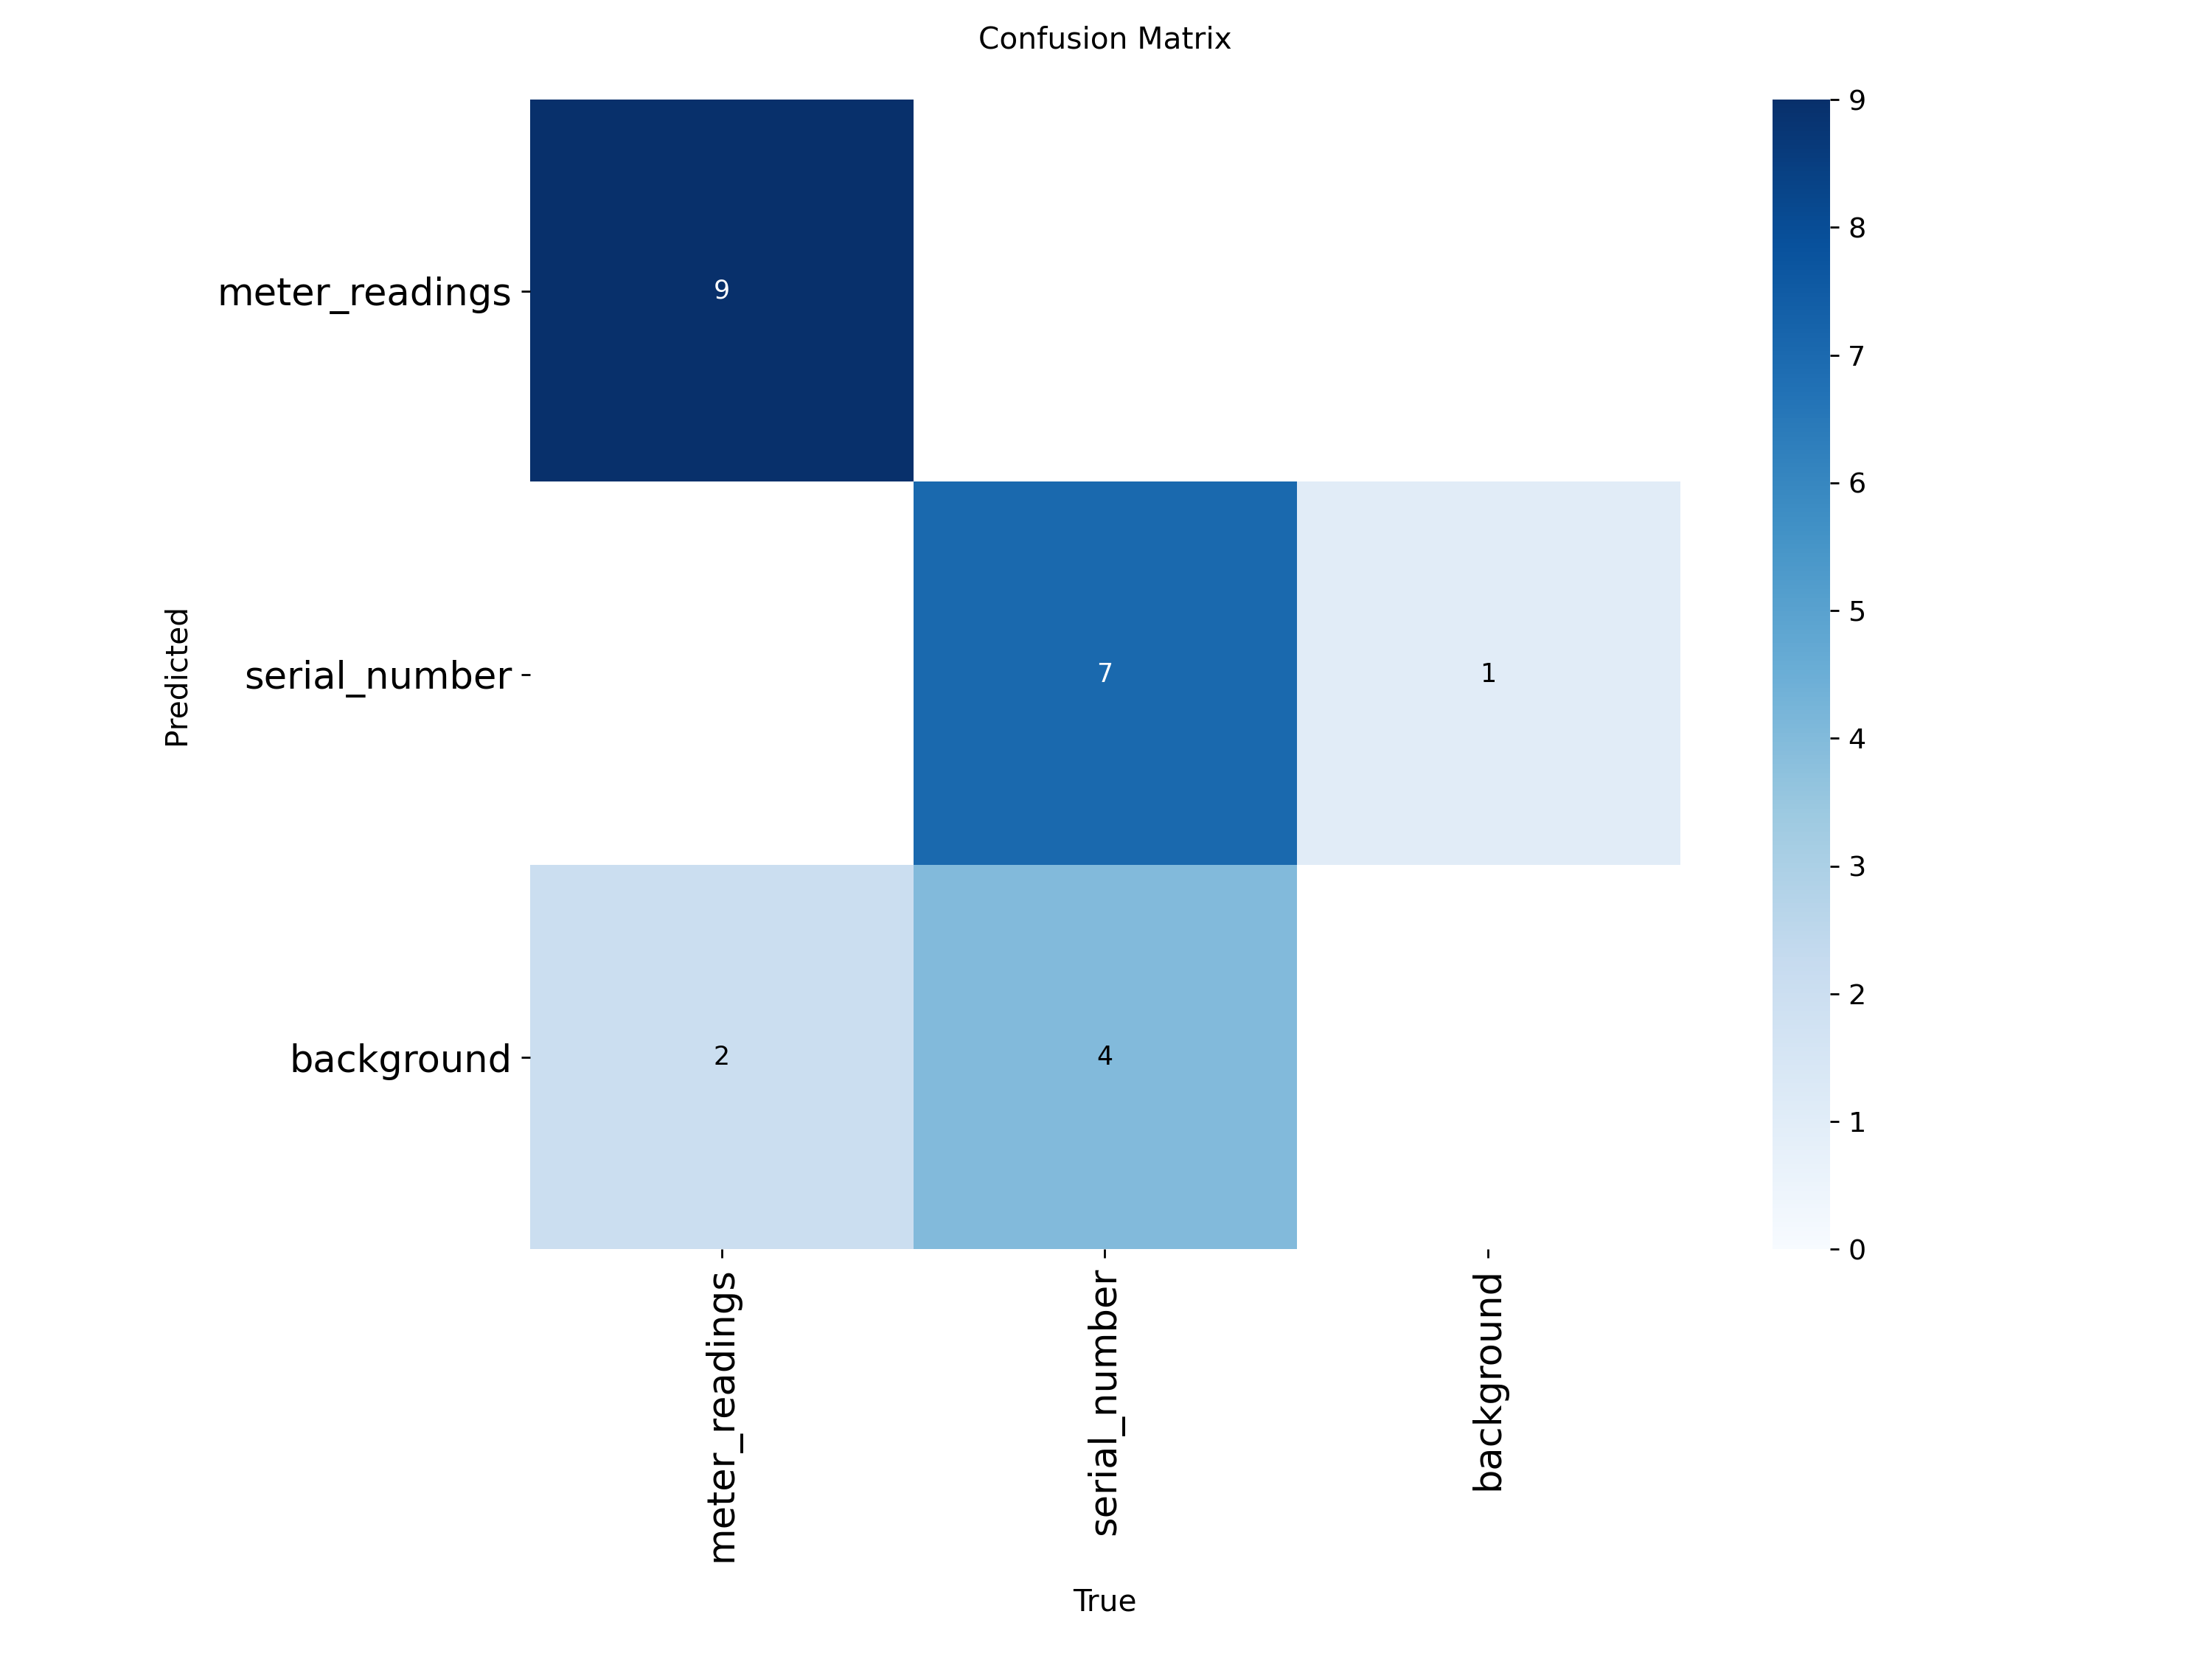 Confusion Matrix
Predicted
meter_readings
serial_number
background
9
7
1
2
4
meter_readings
serial_number
background
True
9
8
7
6
5
4
3
2
1
0